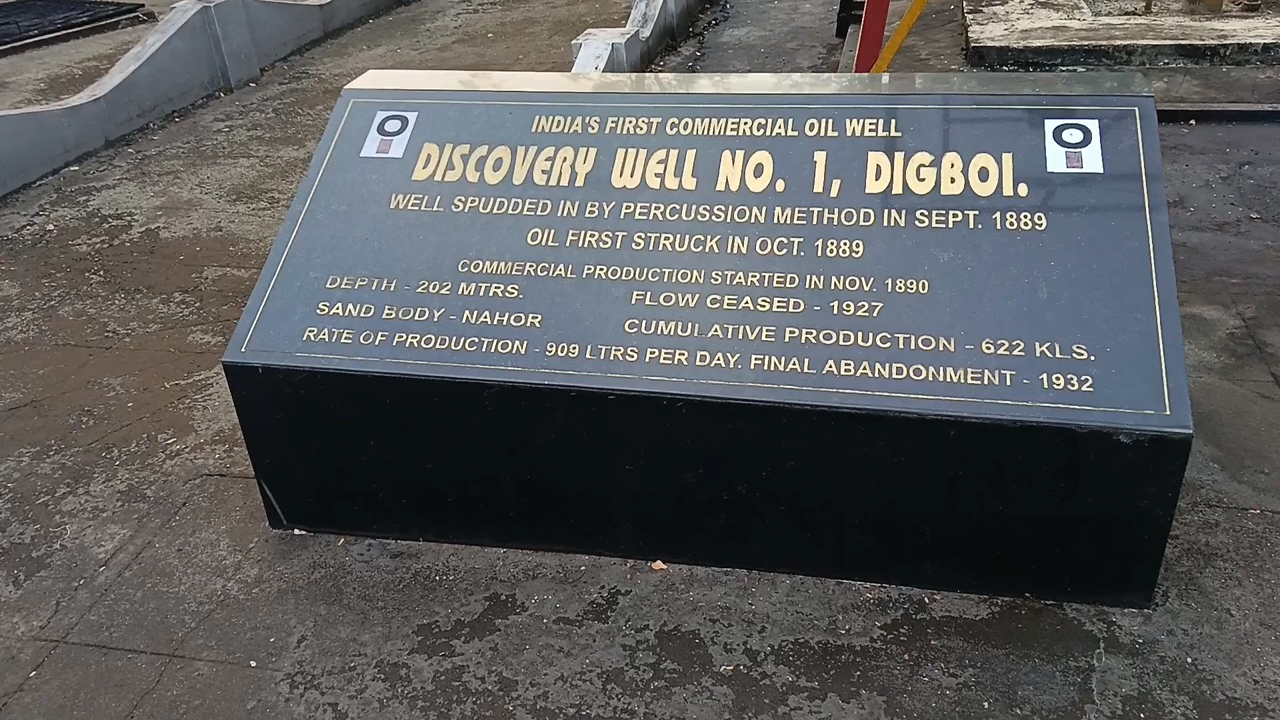 INDIA'S FIRST COMMERCIAL OIL WELL
DISCOVERY WELL NO. 1, DIGBOI.
WELL SPUDDED IN BY PERCUSSION METHOD IN SEPT. 1889
OIL FIRST STRUCK IN OCT. 1889
COMMERCIAL PRODUCTION STARTED IN NOV. 1890
DEPTH - 202 MTRS. FLOW CEASED - 1927
SAND BODY - NAHOR CUMULATIVE PRODUCTION - 622 KLS.
RATE OF PRODUCTION - 909 LTRS PER DAY. FINAL ABANDONMENT - 1932